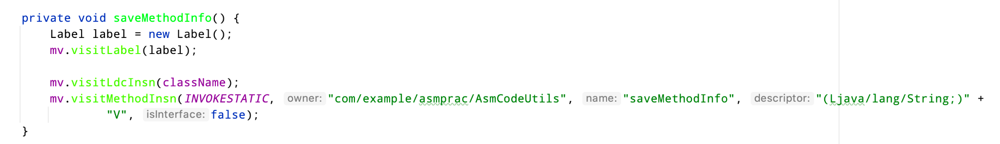 private void saveMethodInfo() {
    Label label = new Label();
    mv.visitLabel(label);

    mv.visitLdcInsn(className);
    mv.visitMethodInsn(INVOKESTATIC, owner: "com/example/asmprac/AsmCodeUtils", name: "saveMethodInfo", descriptor: "(Ljava/lang/String;)" +
            "V", isInterface: false);
}